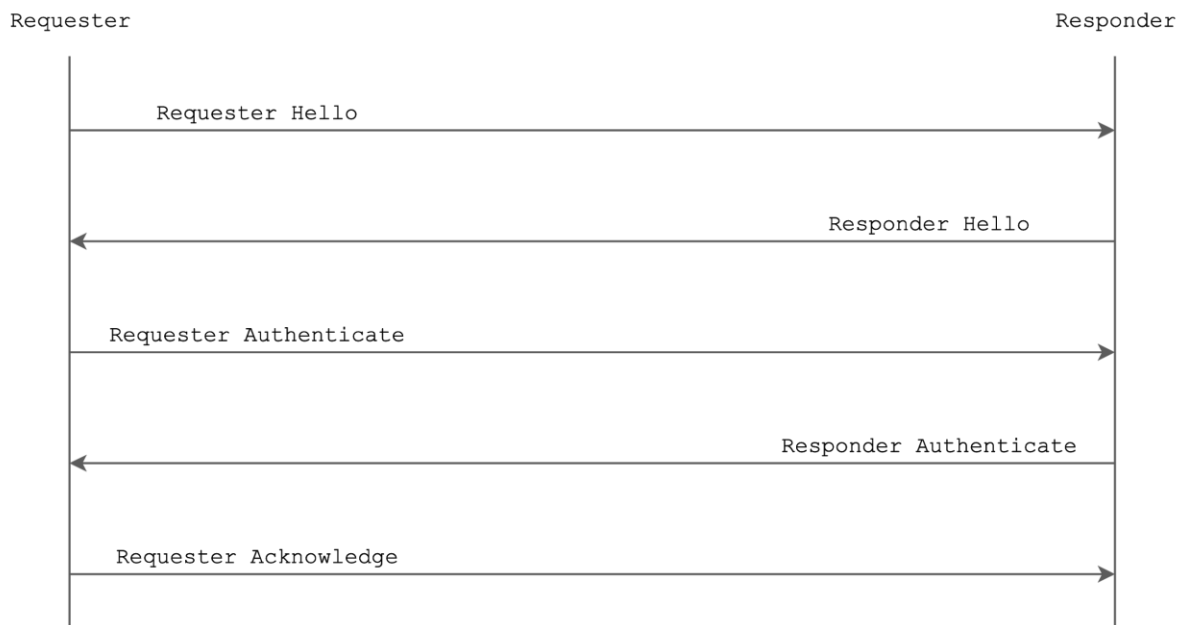 Requester
Responder
Requester Hello
Responder Hello
Requester Authenticate
Responder Authenticate
Requester Acknowledge